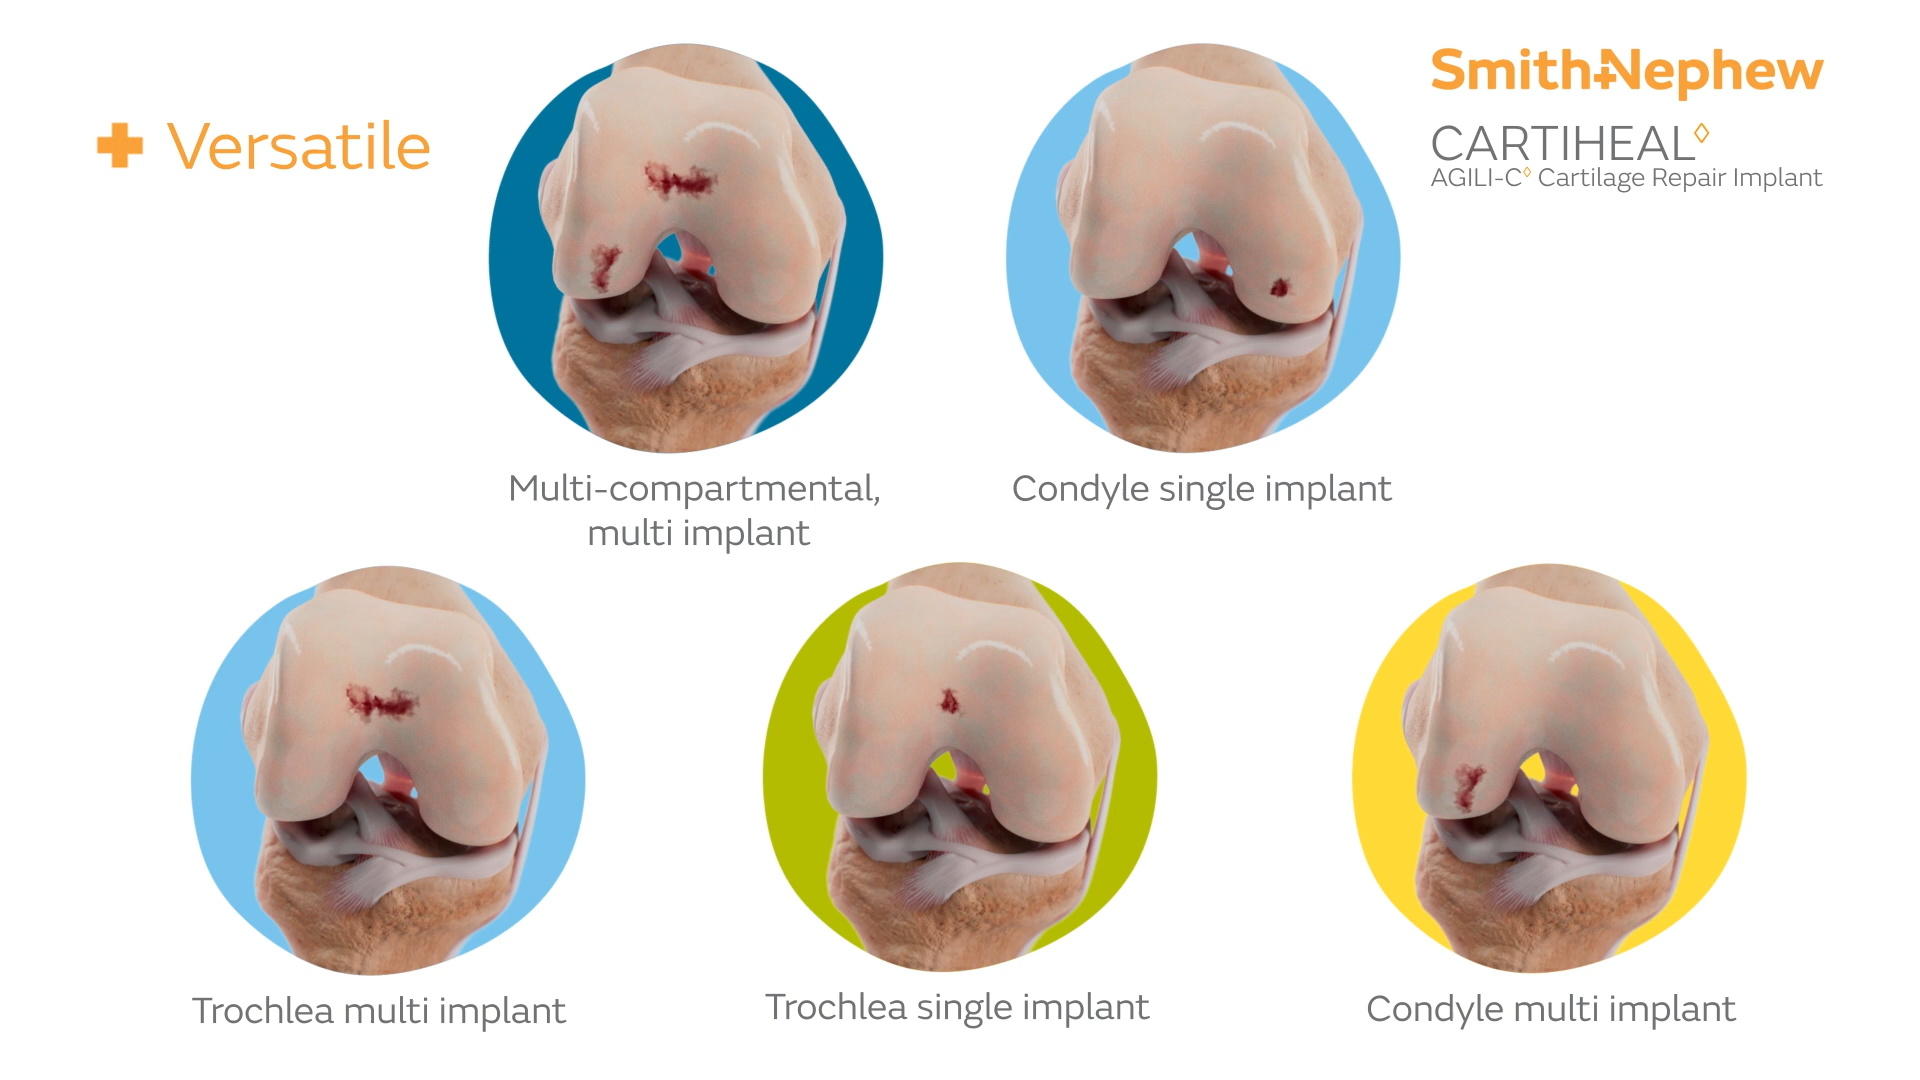 Versatile
Smith+Nephew
CARTIHEAL◊
AGILI-C◊ Cartilage Repair Implant
Multi-compartmental,
multi implant
Condyle single implant
Trochlea multi implant
Trochlea single implant
Condyle multi implant